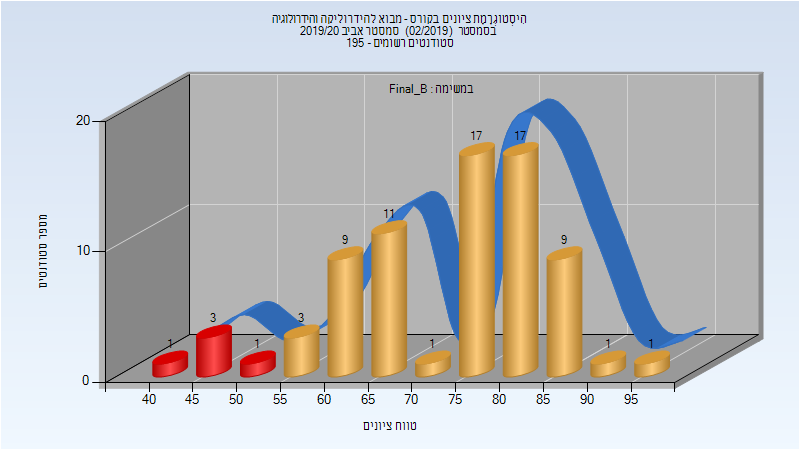 הִיסְטוֹגְרָמַת ציונים בקורס - מבוא להידרוליקה והידרולוגיה
בסמסטר (02/2019) סמסטר אביב 2019/20
סטודנטים רשומים - 195
במשימה : Final_B
20
10
0
מספר סטודנטים
1
3
1
3
9
11
1
17
17
9
1
1
40 45 50 55 60 65 70 75 80 85 90 95
טווח ציונים